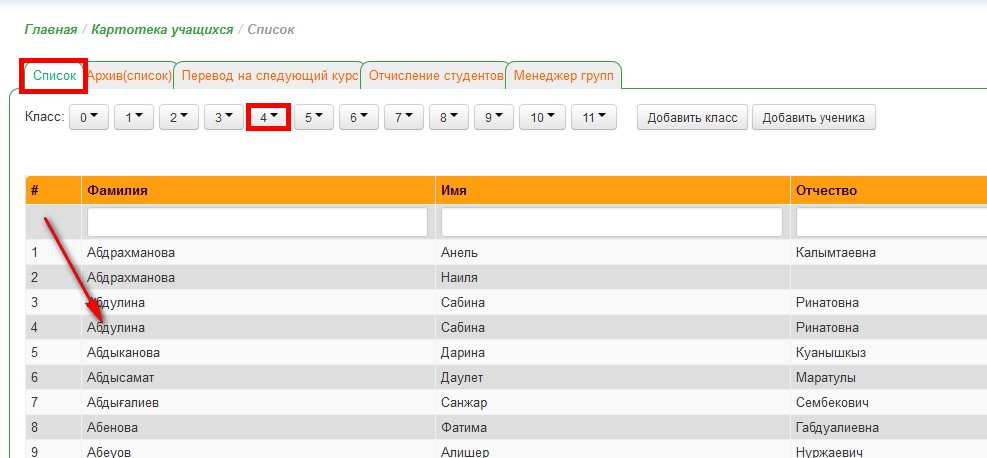 Главная / Картотека учащихся / Список
Список Архив(список) Перевод на следующий курс Отчисление студентов Менеджер групп
Класс: 0 1 2 3 4 5 6 7 8 9 10 11 Добавить класс Добавить ученика
# Фамилия Имя Отчество
1 Абдрахманова Анель Калымтаевна
2 Абдрахманова Наиля
3 Абдулина Сабина Ринатовна
4 Абдулина Сабина Ринатовна
5 Абдыканова Дарина Куанышкыз
6 Абдысамат Даулет Маратулы
7 Абдығалиев Санжар Сембекович
8 Абенова Фатима Габдуалиевна
9 Абеуов Алишер Нуржаевич